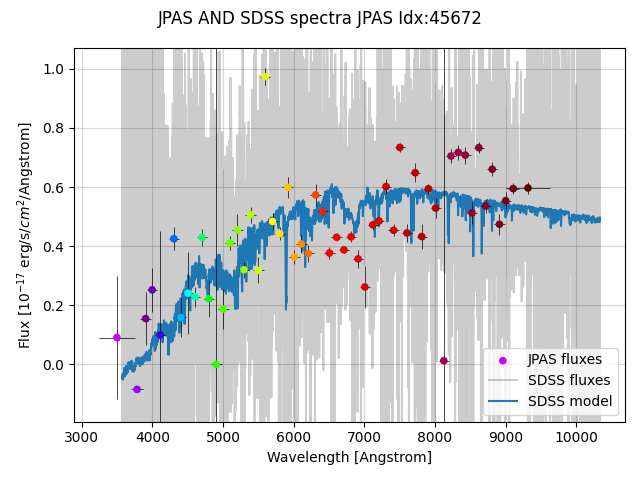 JPAS AND SDSS spectra JPAS Idx:45672
1.0
0.8
0.6
0.4
0.2
0.0
Flux [10⁻¹⁷ erg/s/cm²/Angstrom]
JPAS fluxes
SDSS fluxes
SDSS model
3000 4000 5000 6000 7000 8000 9000 10000
Wavelength [Angstrom]